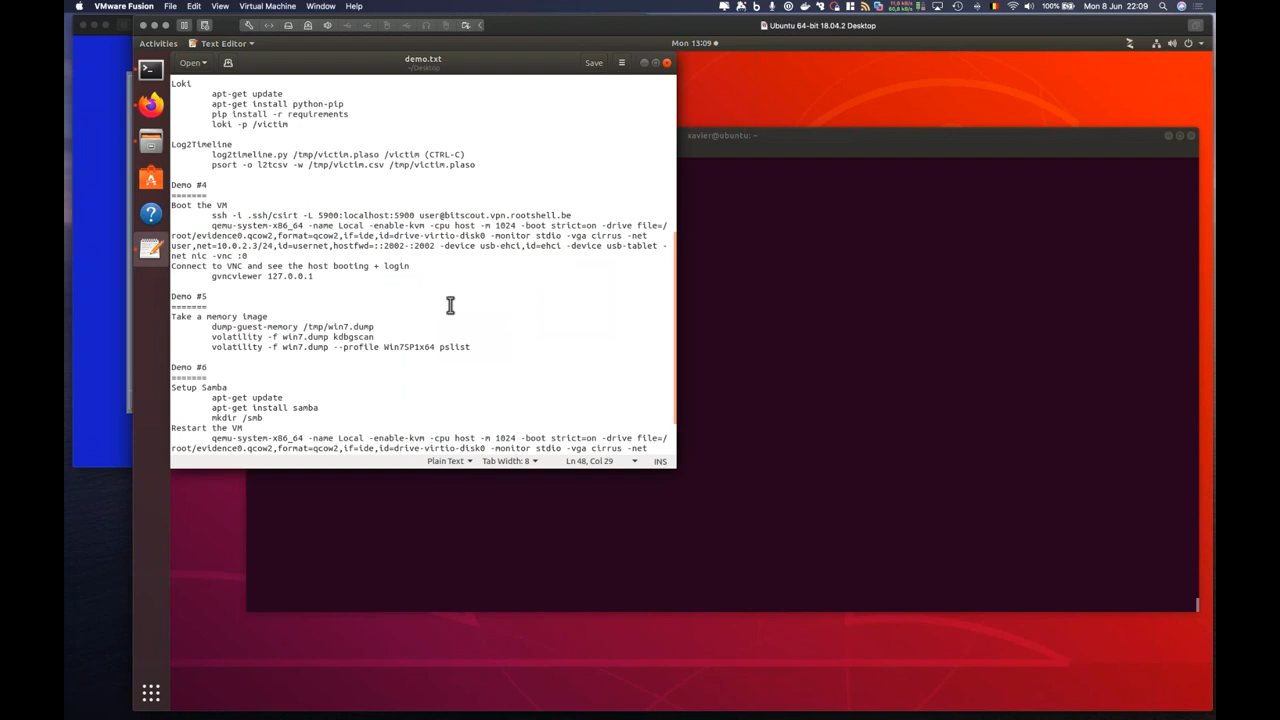 VMware Fusion File Edit View Virtual Machine Window Help 100% Mon 8 Jun 22:09
Ubuntu 64-bit 18.04.2 Desktop
Activities Text Editor Mon 13:09
Open demo.txt Save
~/Desktop
xavier@ubuntu: ~
Loki
apt-get update
apt-get install python-pip
pip install -r requirements
loki -p /victim
Log2Timeline
log2timeline.py /tmp/victim.plaso /victim (CTRL-C)
psort -o l2tcsv -w /tmp/victim.csv /tmp/victim.plaso
Demo #4
=======
Boot the VM
ssh -i .ssh/csirt -L 5900:localhost:5900 user@bitscout.vpn.rootshell.be
qemu-system-x86_64 -name Local -enable-kvm -cpu host -m 1024 -boot strict=on -drive file=/
root/evidence0.qcow2,format=qcow2,if=ide,id=drive-virtio-disk0 -monitor stdio -vga cirrus -net
user,net=10.0.2.3/24,id=usernet,hostfwd=::2002-:2002 -device usb-ehci,id=ehci -device usb-tablet -
net nic -vnc :0
Connect to VNC and see the host booting + login
gvncviewer 127.0.0.1
Demo #5
=======
Take a memory image
dump-guest-memory /tmp/win7.dump
volatility -f win7.dump kdbgscan
volatility -f win7.dump --profile Win7SP1x64 pslist
Demo #6
=======
Setup Samba
apt-get update
apt-get install samba
mkdir /smb
Restart the VM
qemu-system-x86_64 -name Local -enable-kvm -cpu host -m 1024 -boot strict=on -drive file=/
root/evidence0.qcow2,format=qcow2,if=ide,id=drive-virtio-disk0 -monitor stdio -vga cirrus -net
Plain Text Tab Width: 8 Ln 48, Col 29 INS